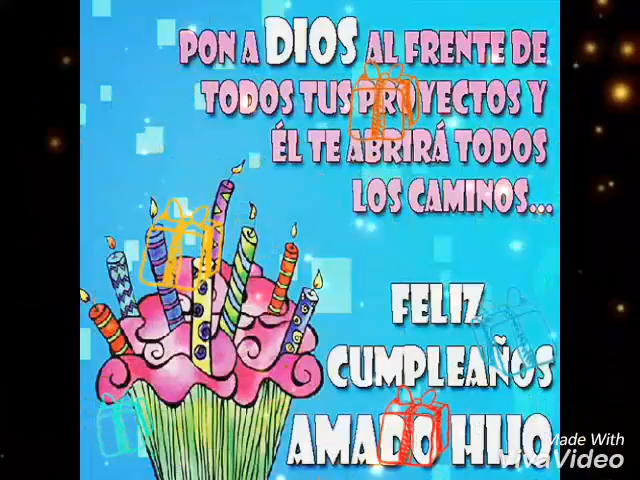 PON A DIOS AL FRENTE DE
TODOS TUS PROYECTOS Y
ÉL TE ABRIRÁ TODOS
LOS CAMINOS...
FELIZ
CUMPLEAÑOS
AMADO HIJO
Made With
VivaVideo